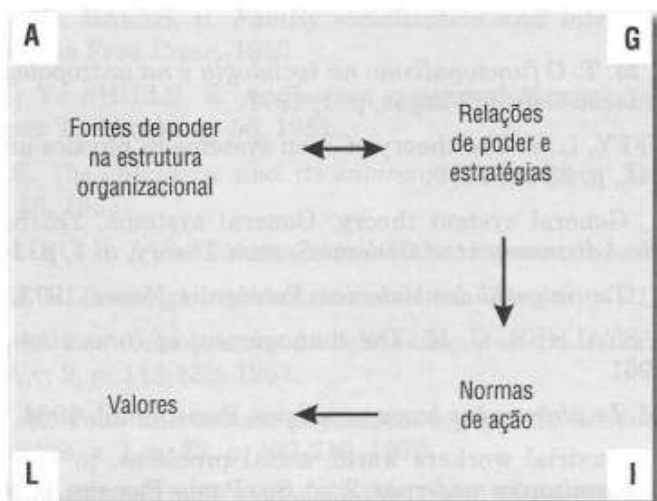 A
G
Fontes de poder
na estrutura
organizacional
Relações
de poder e
estratégias
Valores
Normas
de ação
L
I